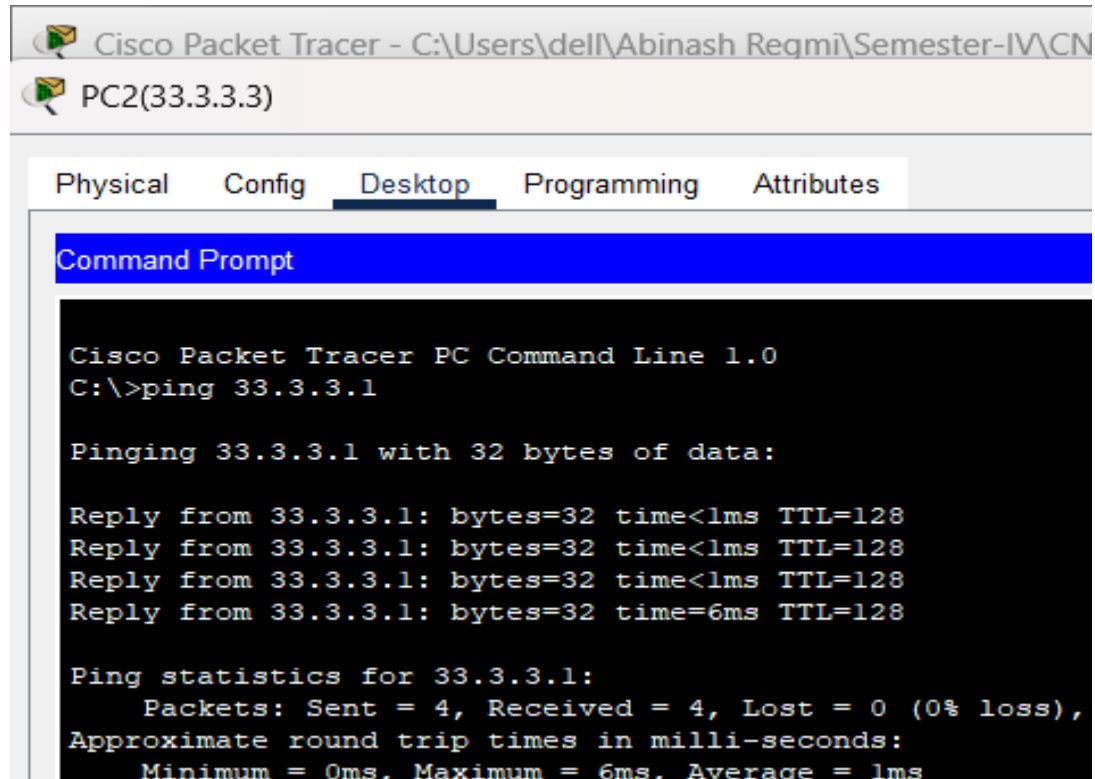 Cisco Packet Tracer - C:\Users\dell\Abinash Regmi\Semester-IV\CN
PC2(33.3.3.3)
Physical Config Desktop Programming Attributes
Command Prompt
Cisco Packet Tracer PC Command Line 1.0
C:\>ping 33.3.3.1
Pinging 33.3.3.1 with 32 bytes of data:
Reply from 33.3.3.1: bytes=32 time<1ms TTL=128
Reply from 33.3.3.1: bytes=32 time<1ms TTL=128
Reply from 33.3.3.1: bytes=32 time<1ms TTL=128
Reply from 33.3.3.1: bytes=32 time=6ms TTL=128
Ping statistics for 33.3.3.1:
Packets: Sent = 4, Received = 4, Lost = 0 (0% loss),
Approximate round trip times in milli-seconds:
Minimum = 0ms, Maximum = 6ms, Average = 1ms